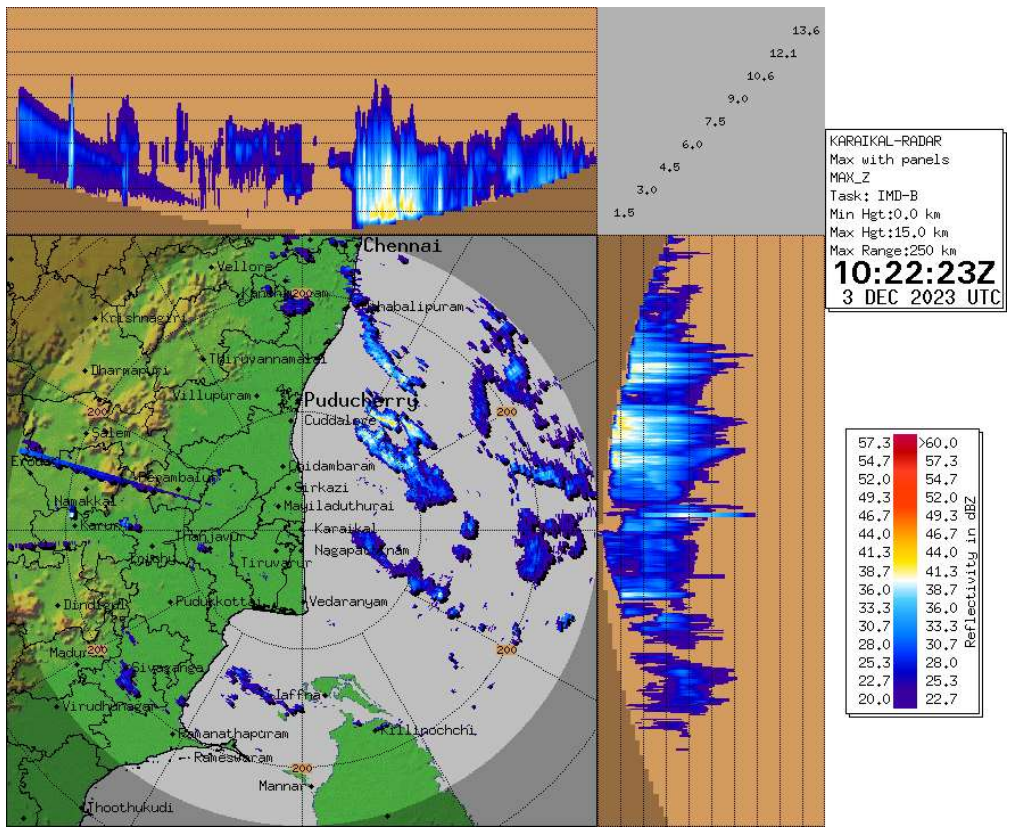 13.6
12.1
10.6
9.0
7.5
6.0
4.5
3.0
1.5
KARAIKAL-RADAR
Max with panels
MAX_Z
Task: IMD-B
Min Hgt:0.0 km
Max Hgt:15.0 km
Max Range:250 km
10:22:23Z
3 DEC 2023 UTC
Chennai
Vellore
200
Krishnagiri
Thiruvannamalai
Dharmapuri
Villupuram
Puducherry
200
200
Cuddalore
Salem
Chidambaram
Perambalur
Namakkal
Sirkazi
Mayiladuthurai
Karur
Karaikal
Thanjavur
Nagapattinam
Tiruvarur
Dindigul
Pudukkottai
Vedaranyam
200
200
Sivaganga
Jaffna
Virudhunagar
Ramanathapuram
Killinochchi
Rameswaram
200
Mannar
Thoothukudi
57.3 >60.0
54.7 57.3
52.0 54.7
49.3 52.0
46.7 49.3
44.0 46.7
41.3 44.0
38.7 41.3
36.0 38.7
33.3 36.0
30.7 33.3
28.0 30.7
25.3 28.0
22.7 25.3
20.0 22.7
Reflectivity in dBZ